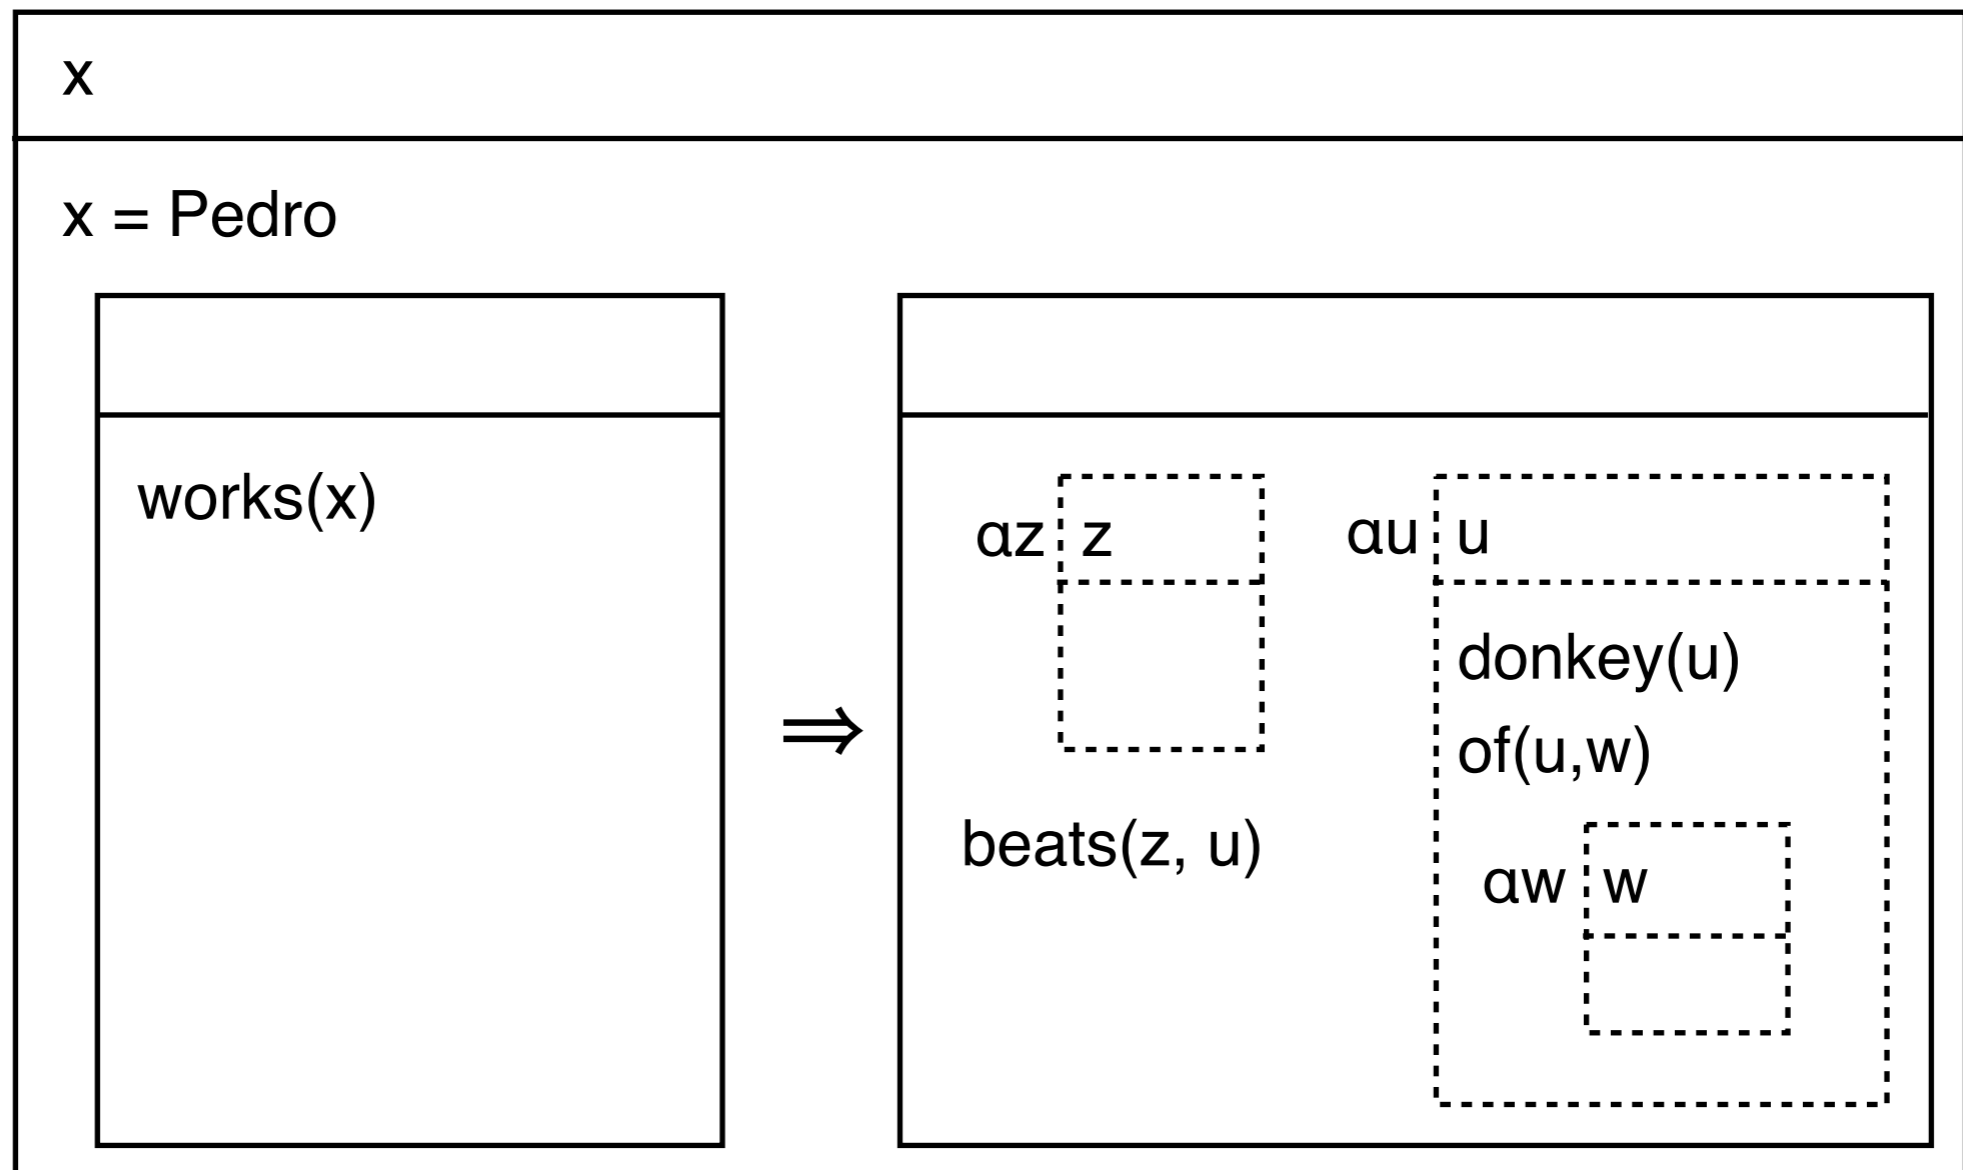 x
x = Pedro
works(x)
⇒
αz z
αu u
donkey(u)
of(u,w)
beats(z, u)
αw w